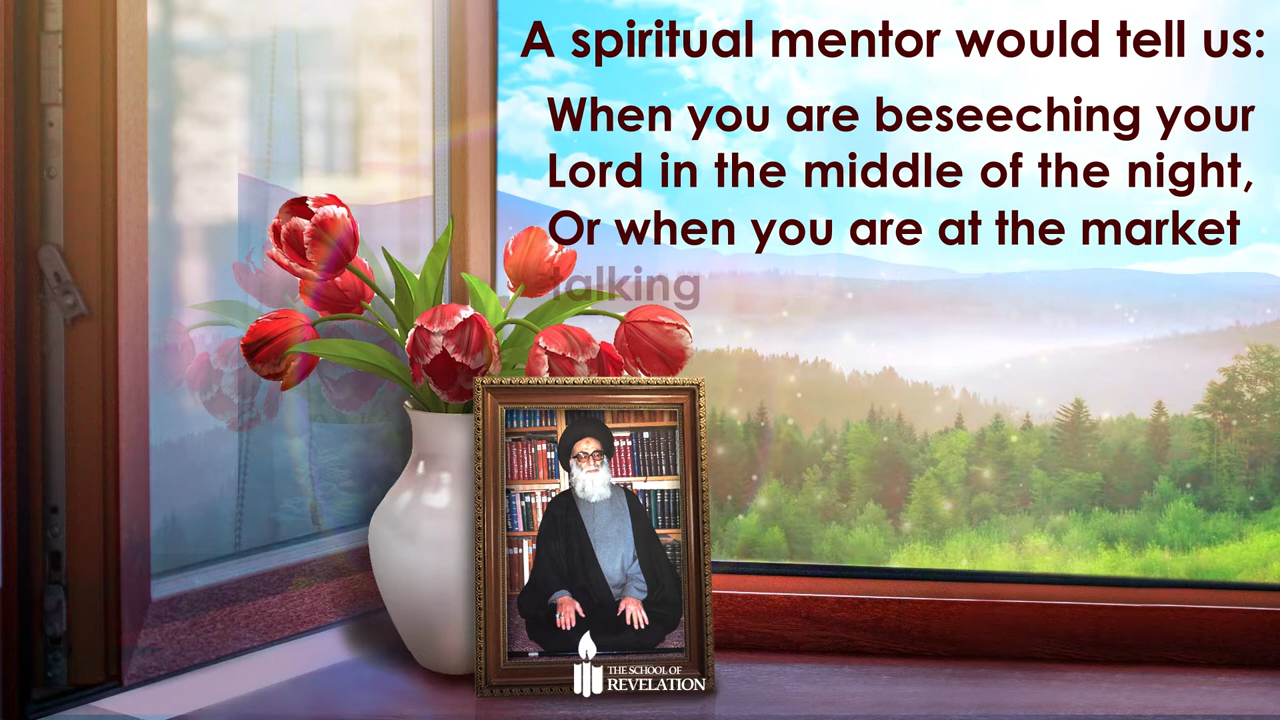 A spiritual mentor would tell us:
When you are beseeching your
Lord in the middle of the night,
Or when you are at the market
talking
THE SCHOOL OF
REVELATION